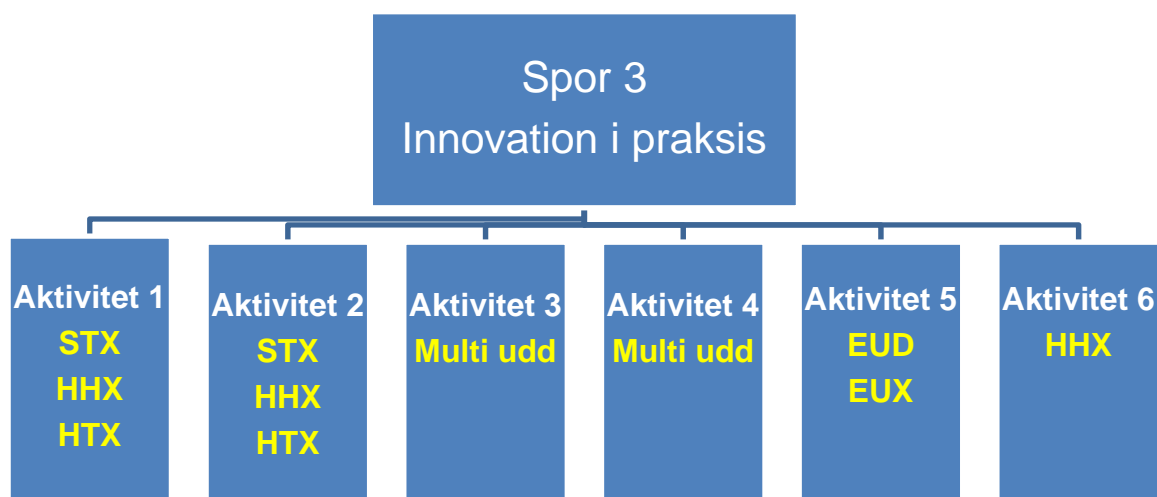 Spor 3
Innovation i praksis
Aktivitet 1
STX
HHX
HTX
Aktivitet 2
STX
HHX
HTX
Aktivitet 3
Multi udd
Aktivitet 4
Multi udd
Aktivitet 5
EUD
EUX
Aktivitet 6
HHX